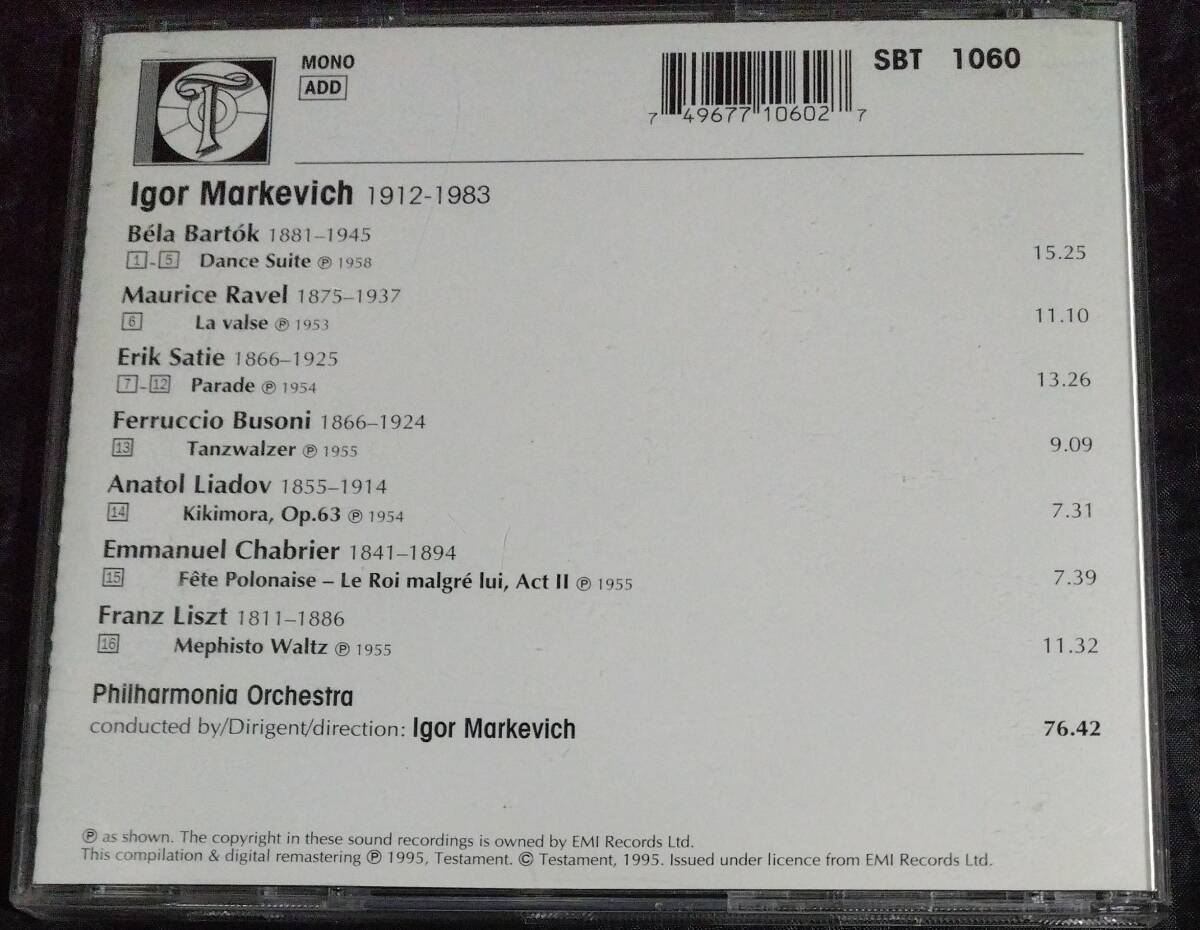 T
MONO
ADD
7 49677 10602 7
SBT 1060
Igor Markevich 1912-1983
Béla Bartók 1881–1945
1-5 Dance Suite ℗ 1958 15.25
Maurice Ravel 1875–1937
6 La valse ℗ 1953 11.10
Erik Satie 1866–1925
7-12 Parade ℗ 1954 13.26
Ferruccio Busoni 1866–1924
13 Tanzwalzer ℗ 1955 9.09
Anatol Liadov 1855–1914
14 Kikimora, Op.63 ℗ 1954 7.31
Emmanuel Chabrier 1841–1894
15 Fête Polonaise – Le Roi malgré lui, Act II ℗ 1955 7.39
Franz Liszt 1811–1886
16 Mephisto Waltz ℗ 1955 11.32
Philharmonia Orchestra
conducted by/Dirigent/direction: Igor Markevich 76.42
℗ as shown. The copyright in these sound recordings is owned by EMI Records Ltd.
This compilation & digital remastering ℗ 1995, Testament. © Testament, 1995. Issued under licence from EMI Records Ltd.